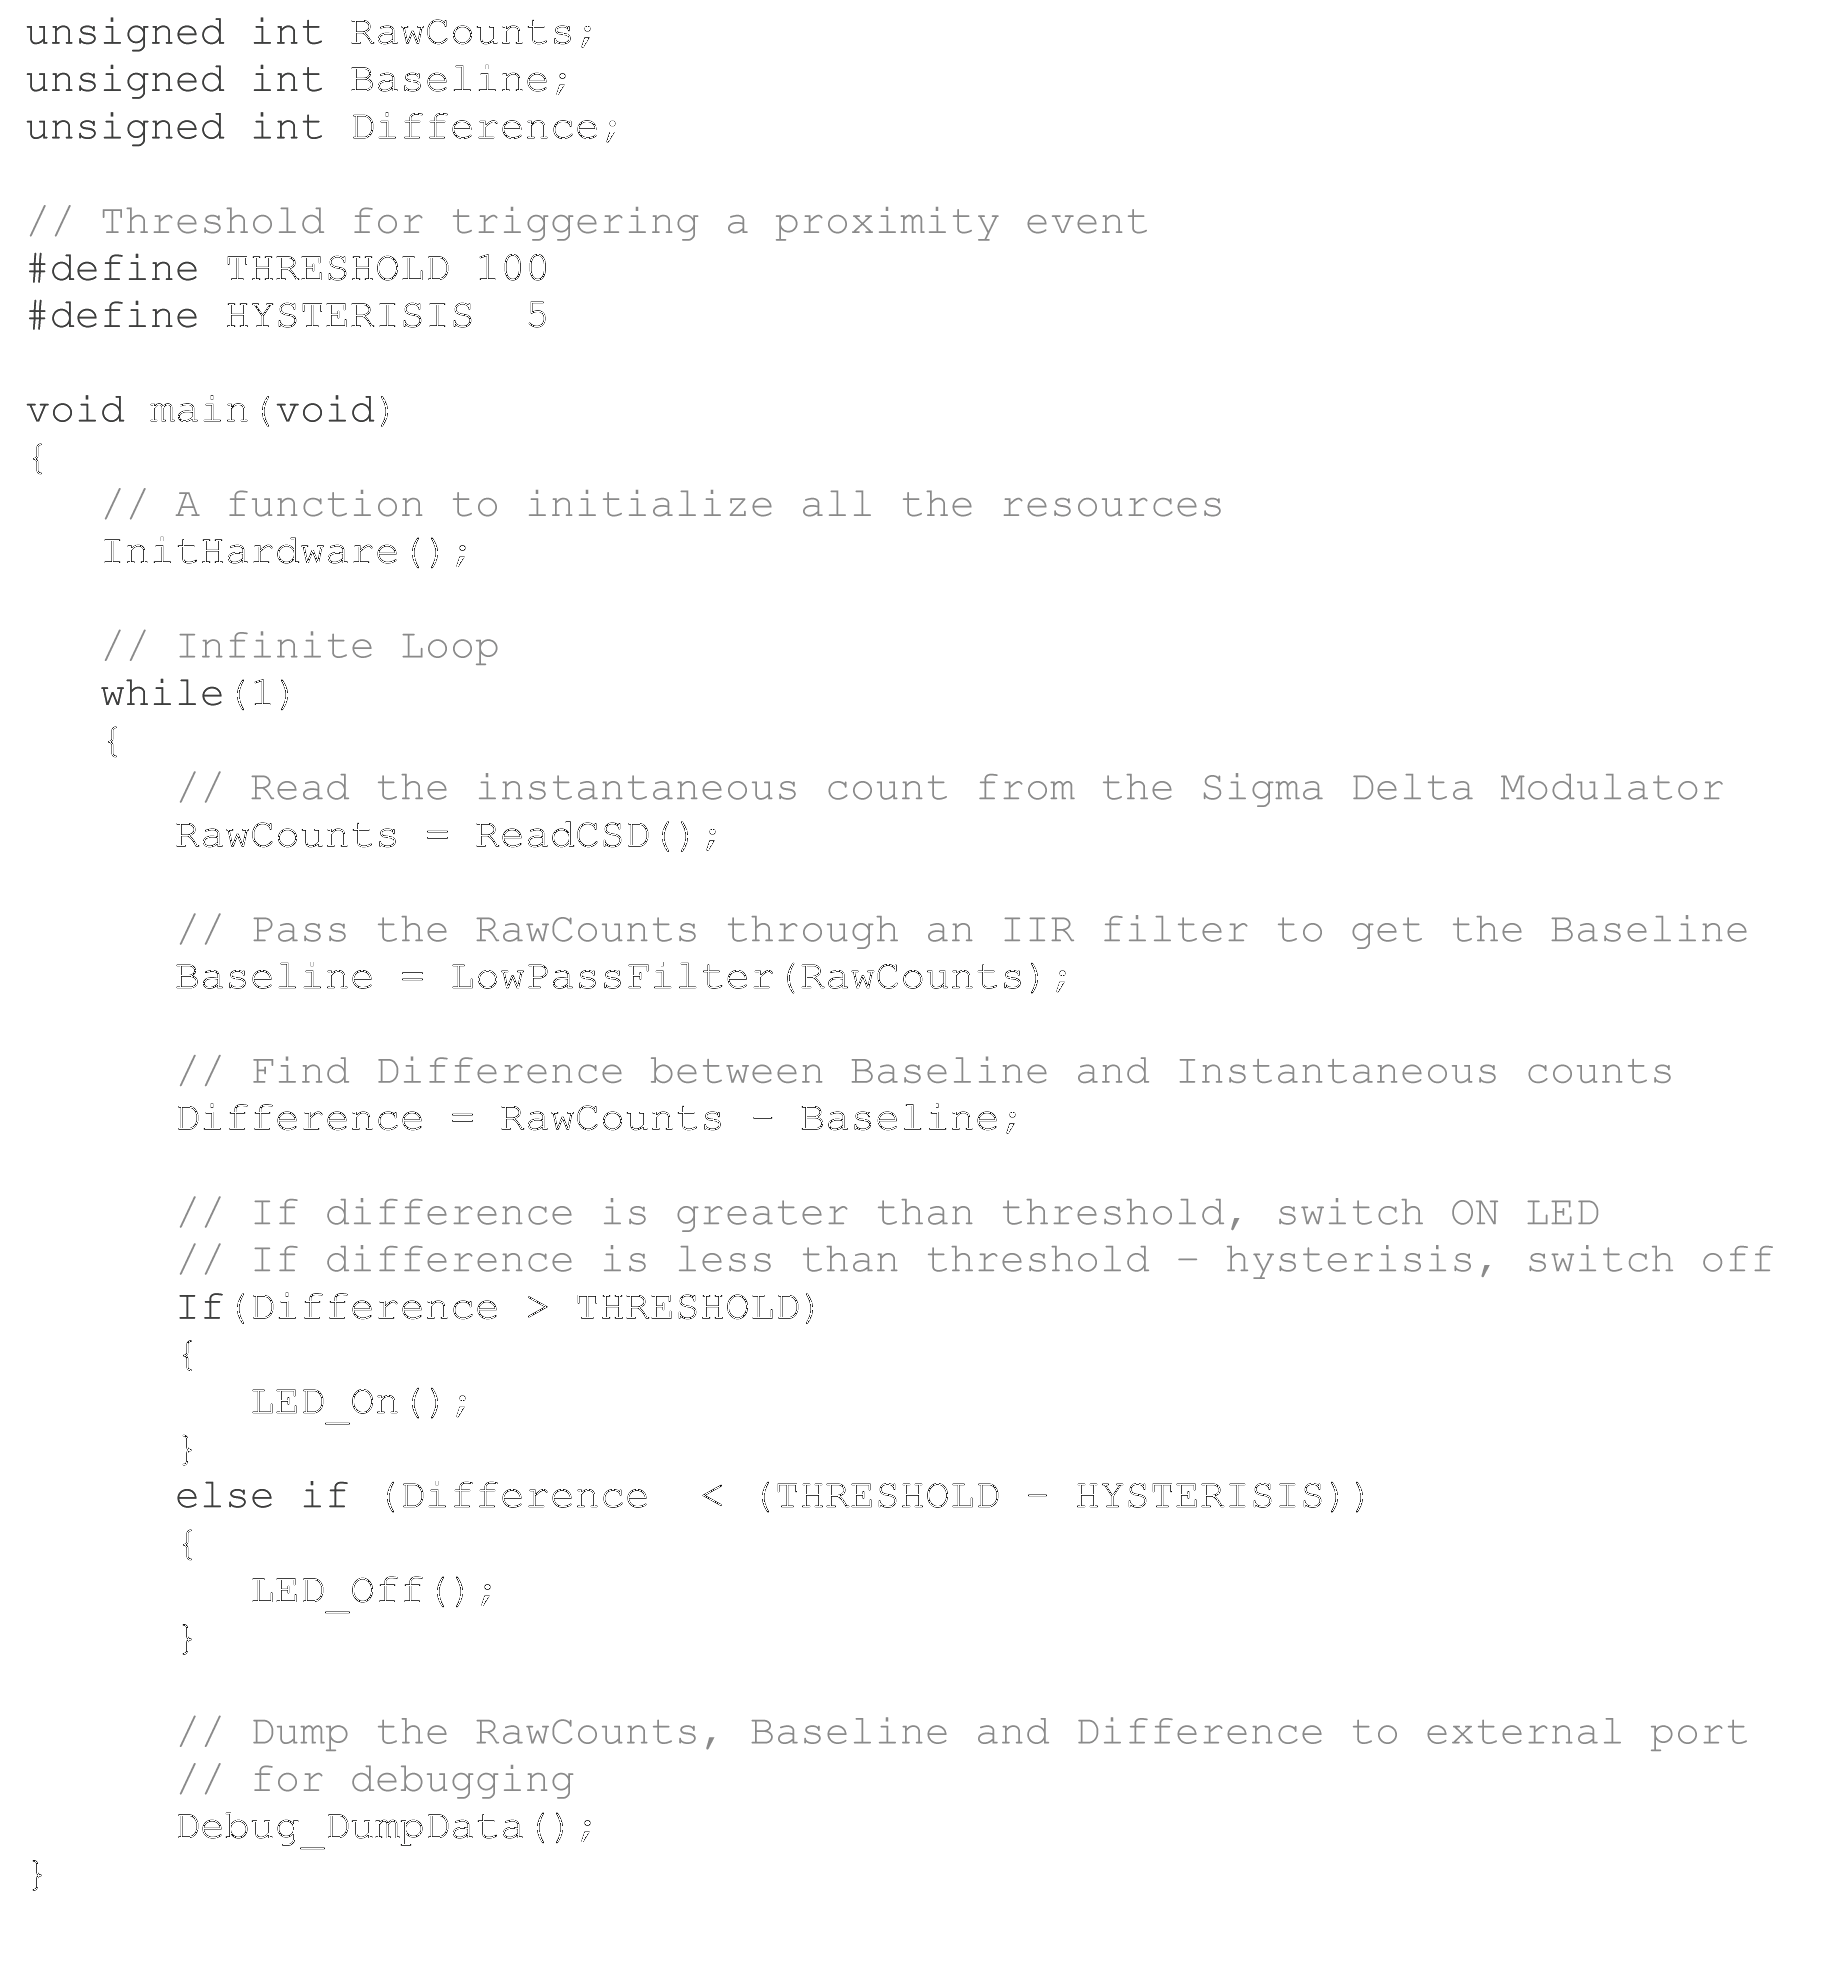 unsigned int RawCounts;
unsigned int Baseline;
unsigned int Difference;
// Threshold for triggering a proximity event
#define THRESHOLD 100
#define HYSTERISIS  5
void main(void)
{
   // A function to initialize all the resources
   InitHardware();
   // Infinite Loop
   while(1)
   {
      // Read the instantaneous count from the Sigma Delta Modulator
      RawCounts = ReadCSD();
      // Pass the RawCounts through an IIR filter to get the Baseline
      Baseline = LowPassFilter(RawCounts);
      // Find Difference between Baseline and Instantaneous counts
      Difference = RawCounts - Baseline;
      // If difference is greater than threshold, switch ON LED
      // If difference is less than threshold - hysterisis, switch off
      If(Difference > THRESHOLD)
      {
         LED_On();
      }
      else if (Difference  < (THRESHOLD - HYSTERISIS))
      {
         LED_Off();
      }
      // Dump the RawCounts, Baseline and Difference to external port
      // for debugging
      Debug_DumpData();
}